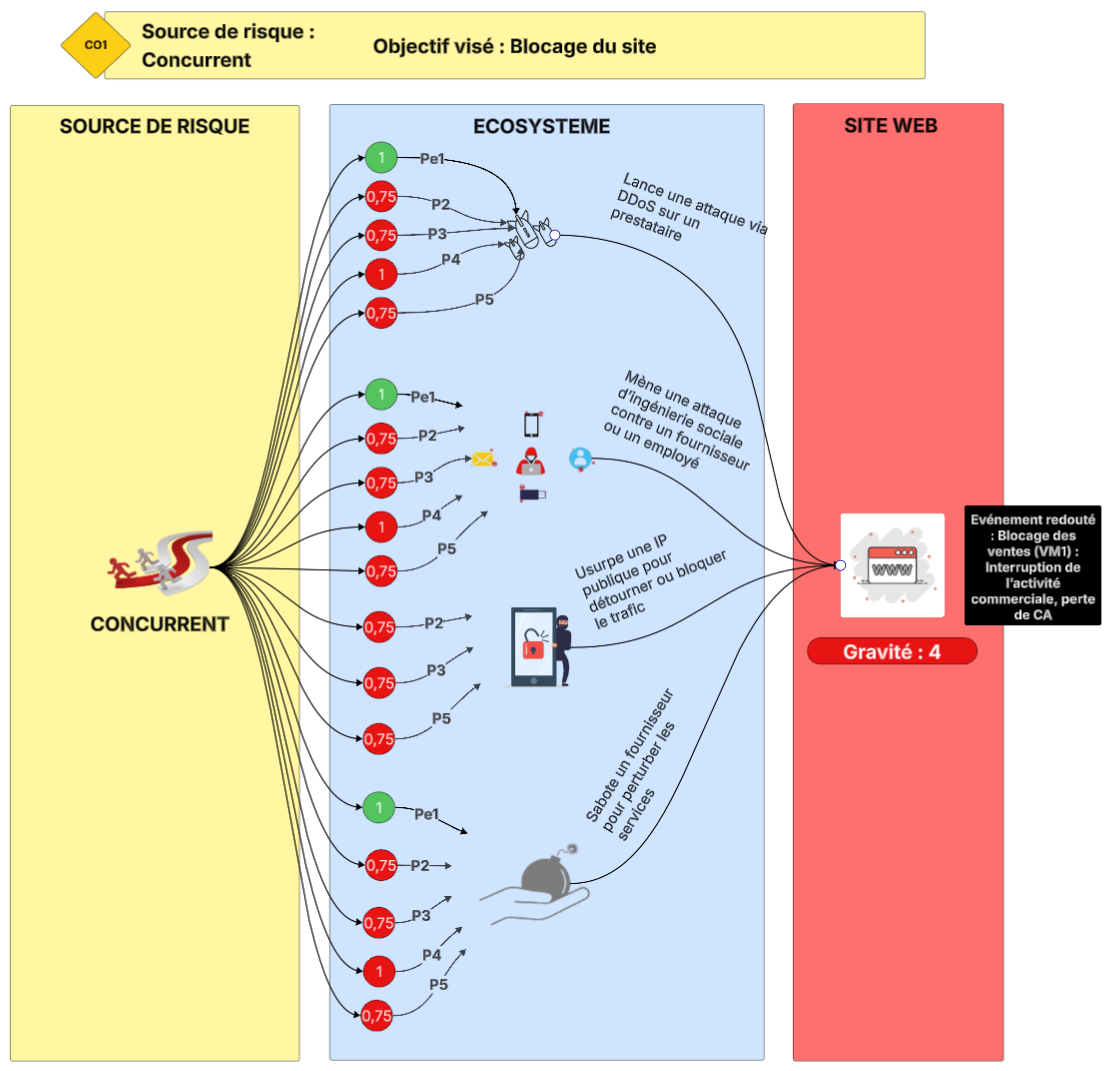 CO1
Source de risque :
Concurrent
Objectif visé : Blocage du site
SOURCE DE RISQUE
ECOSYSTEME
SITE WEB
1
Pe1
0,75
P2
0,75
P3
1
P4
0,75
P5
Lance une attaque via
DDoS sur un
prestataire
1
Pe1
0,75
P2
0,75
P3
1
P4
0,75
P5
Mène une attaque
d'ingénierie sociale
contre un fournisseur
ou un employé
CONCURRENT
0,75
P2
0,75
P3
0,75
P5
Usurpe une IP
publique pour
détourner ou bloquer
le trafic
WWW
Evénement redouté
: Blocage des
ventes (VM1) :
Interruption de
l'activité
commerciale, perte
de CA
Gravité : 4
1
Pe1
0,75
P2
0,75
P3
1
P4
0,75
P5
Sabote un fournisseur
pour perturber les
services